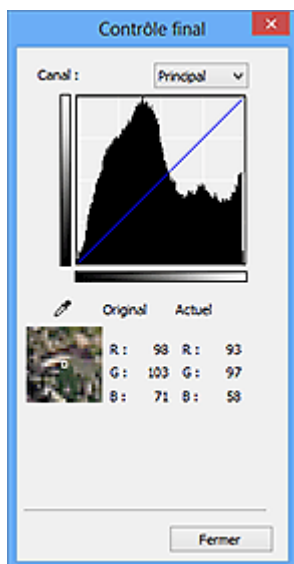 Contrôle final
Canal : Principal
Original Actuel
R : 98 R : 93
G : 103 G : 97
B : 71 B : 58
Fermer